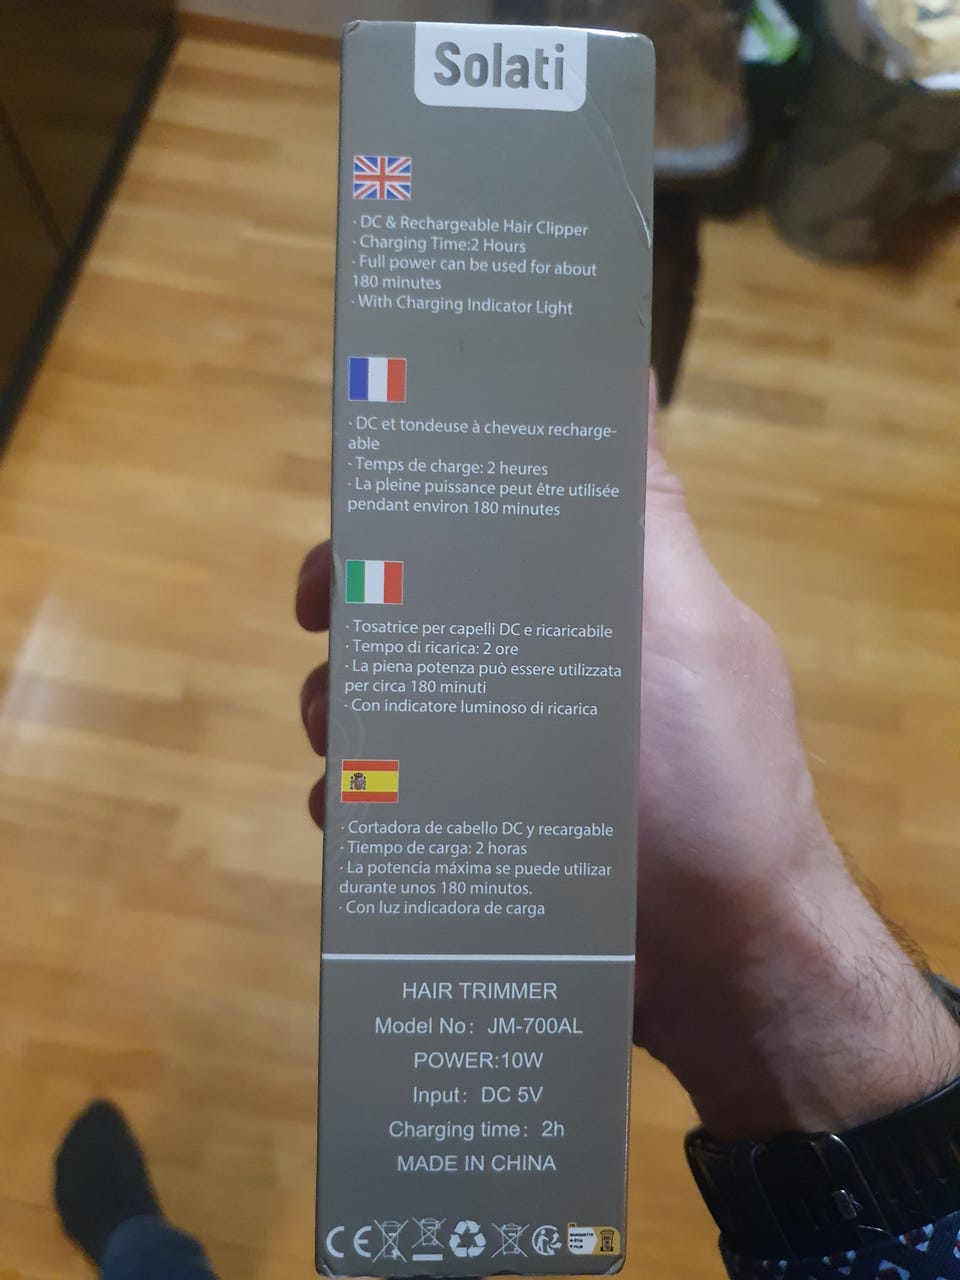 Solati
· DC & Rechargeable Hair Clipper
· Charging Time:2 Hours
· Full power can be used for about
180 minutes
· With Charging Indicator Light
· DC et tondeuse à cheveux recharge-
able
· Temps de charge: 2 heures
· La pleine puissance peut être utilisée
pendant environ 180 minutes
· Tosatrice per capelli DC e ricaricabile
· Tempo di ricarica: 2 ore
· La piena potenza può essere utilizzata
per circa 180 minuti
· Con indicatore luminoso di ricarica
· Cortadora de cabello DC y recargable
· Tiempo de carga: 2 horas
· La potencia máxima se puede utilizar
durante unos 180 minutos.
· Con luz indicadora de carga
HAIR TRIMMER
Model No: JM-700AL
POWER:10W
Input: DC 5V
Charging time: 2h
MADE IN CHINA
CE